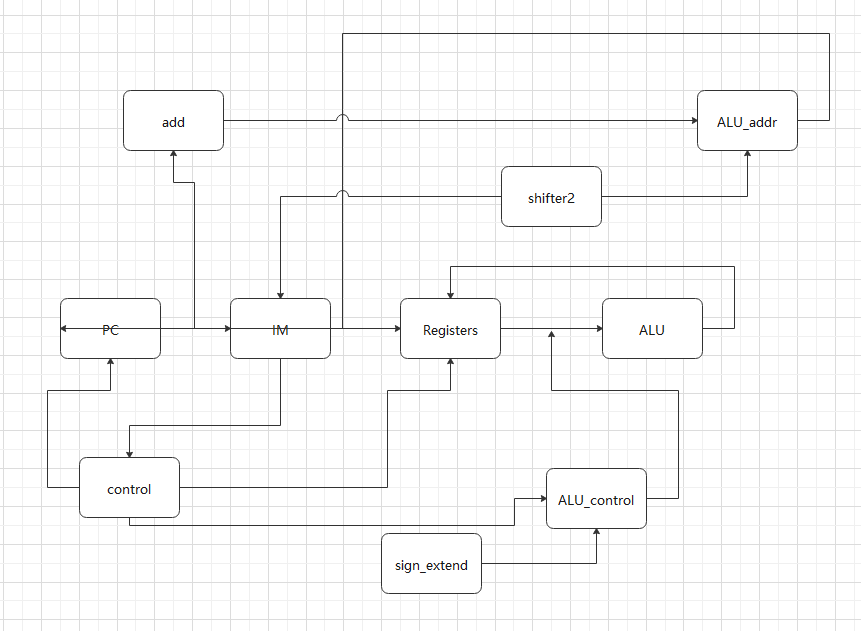 add
ALU_addr
shifter2
PC
IM
Registers
ALU
control
ALU_control
sign_extend